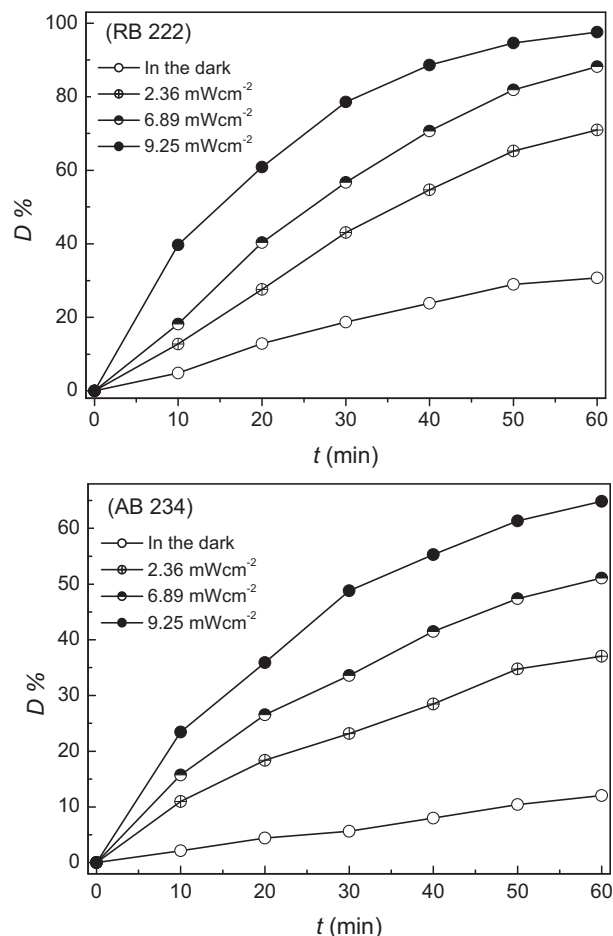 (RB 222)
In the dark
2.36 mWcm⁻²
6.89 mWcm⁻²
9.25 mWcm⁻²
100
80
60
40
20
0
D %
0 10 20 30 40 50 60
t (min)
(AB 234)
In the dark
2.36 mWcm⁻²
6.89 mWcm⁻²
9.25 mWcm⁻²
60
50
40
30
20
10
0
D %
0 10 20 30 40 50 60
t (min)